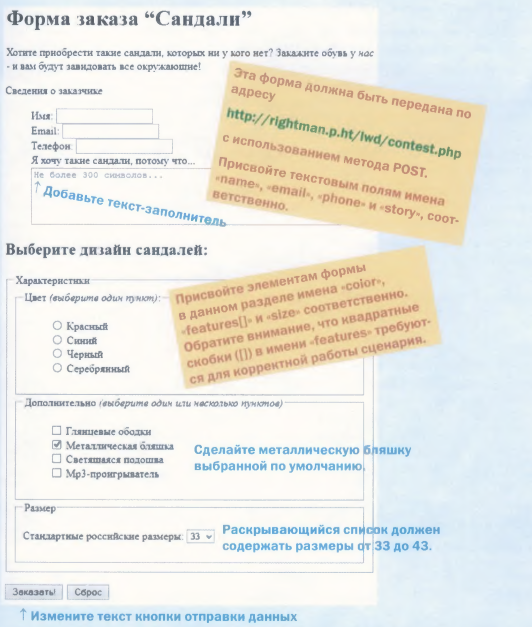 Форма заказа “Сандали”
Хотите приобрести такие сандали, которых ни у кого нет? Закажите обувь у нас
- и вам будут завидовать все окружающие!
Сведения о заказчике
Имя:
Email:
Телефон:
Я хочу такие сандали, потому что...
Не более 300 символов...
↑ Добавьте текст-заполнитель
Эта форма должна быть передана по
адресу
http://rightman.p.ht/lwd/contest.php
с использованием метода POST.
Присвойте текстовым полям имена
«name», «email», «phone» и «story», соот-
ветственно.
Выберите дизайн сандалей:
Характеристики
Цвет (выберите один пункт):
Красный
Синий
Черный
Серебрянный
Присвойте элементам формы
в данном разделе имена «color»,
«features[]» и «size» соответственно.
Обратите внимание, что квадратные
скобки ([]) в имени «features» требуют-
ся для корректной работы сценария.
Дополнительно (выберите один или несколько пунктов)
Глянцевые ободки
Металлическая бляшка
Светящаяся подошва
Mp3-проигрыватель
Сделайте металлическую бляшку
выбранной по умолчанию.
Размер
Стандартные российские размеры: 33
Раскрывающийся список должен
содержать размеры от 33 до 43.
Заказать! Сброс
↑ Измените текст кнопки отправки данных